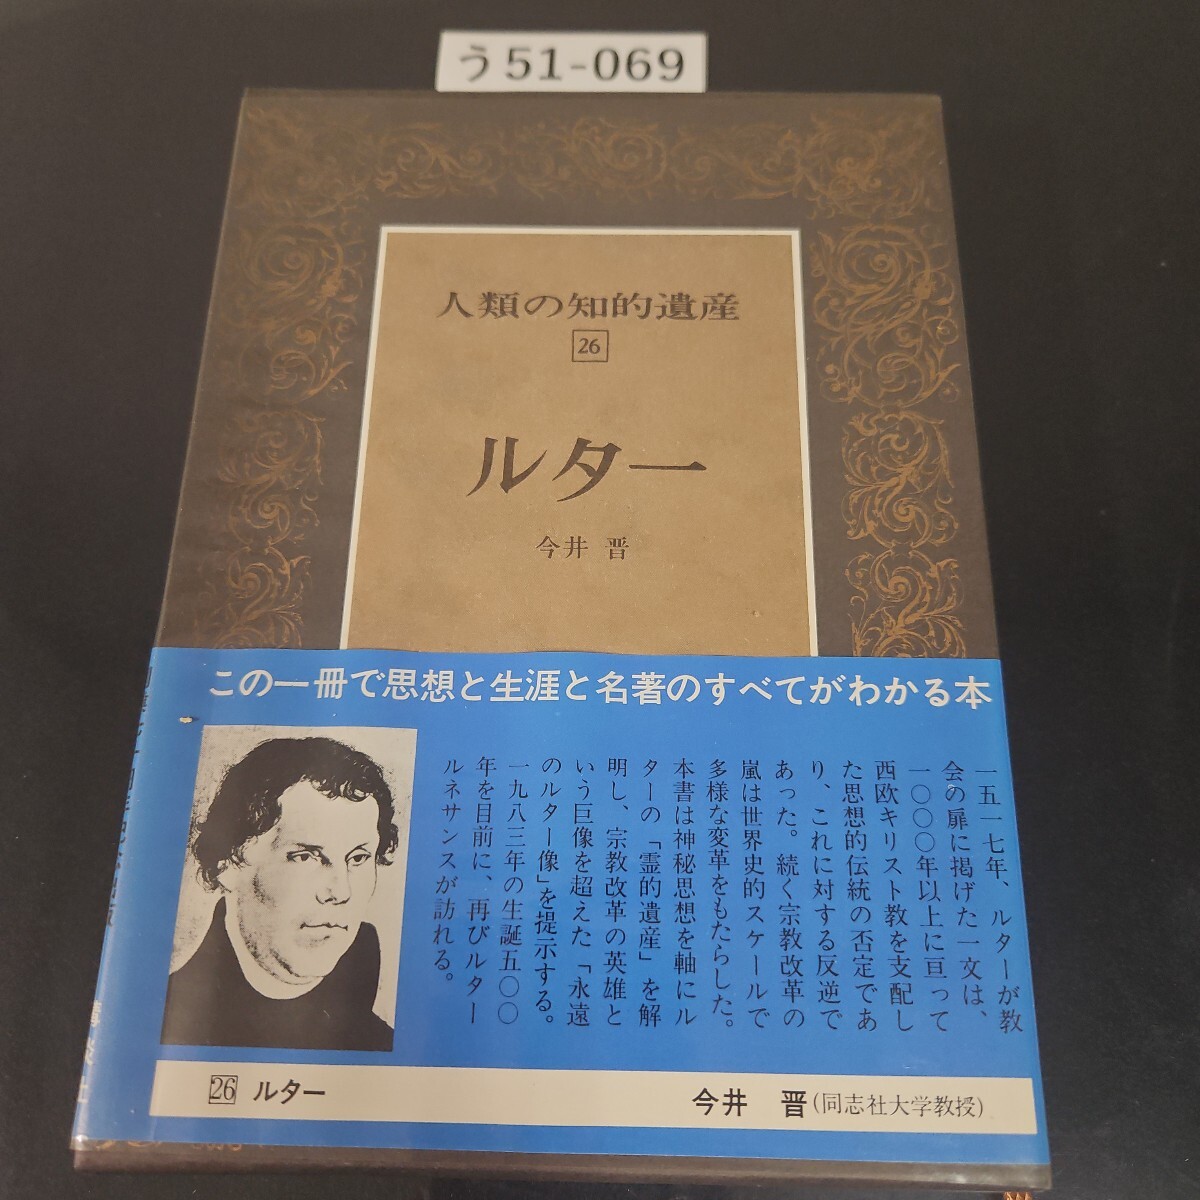 う51-069
人類の知的遺産
26
ルター
今井 晋
この一冊で思想と生涯と名著のすべてがわかる本
一五一七年、ルターが教
会の扉に掲げた一文は、
一〇〇〇年以上に亘って
西欧キリスト教を支配し
た思想的伝統の否定であ
り、これに対する反逆で
あった。続く宗教改革の
嵐は世界史的スケールで
多様な変革をもたらした。
本書は神秘思想を軸にル
ターの「霊的遺産」を解
明し、宗教改革の英雄と
いう巨像を超えた「永遠
のルター像」を提示する。
一九八三年の生誕五〇〇
年を目前に、再びルター
ルネサンスが訪れる。
26 ルター
今井 晋(同志社大学教授)